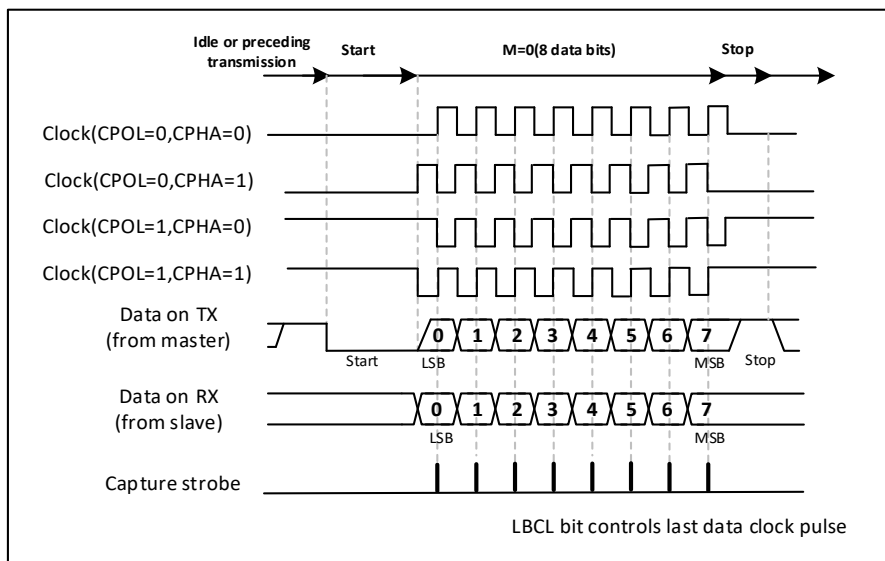 Idle or preceding
transmission
Start
M=0(8 data bits)
Stop
Clock(CPOL=0,CPHA=0)
Clock(CPOL=0,CPHA=1)
Clock(CPOL=1,CPHA=0)
Clock(CPOL=1,CPHA=1)
Data on TX
(from master)
0 1 2 3 4 5 6 7
Start
LSB
MSB
Stop
Data on RX
(from slave)
0 1 2 3 4 5 6 7
LSB
MSB
Capture strobe
LBCL bit controls last data clock pulse